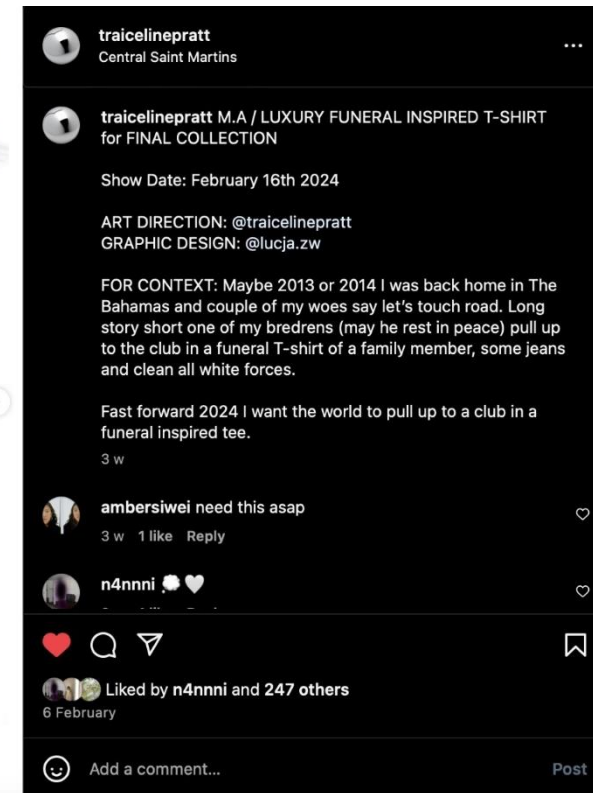 traicelinepratt
Central Saint Martins
traicelinepratt M.A / LUXURY FUNERAL INSPIRED T-SHIRT
for FINAL COLLECTION
Show Date: February 16th 2024
ART DIRECTION: @traicelinepratt
GRAPHIC DESIGN: @lucja.zw
FOR CONTEXT: Maybe 2013 or 2014 I was back home in The
Bahamas and couple of my woes say let's touch road. Long
story short one of my bredrens (may he rest in peace) pull up
to the club in a funeral T-shirt of a family member, some jeans
and clean all white forces.
Fast forward 2024 I want the world to pull up to a club in a
funeral inspired tee.
3 w
ambersiwei need this asap
3 w 1 like Reply
n4nnni 💭🤍
Liked by n4nnni and 247 others
6 February
Add a comment...
Post